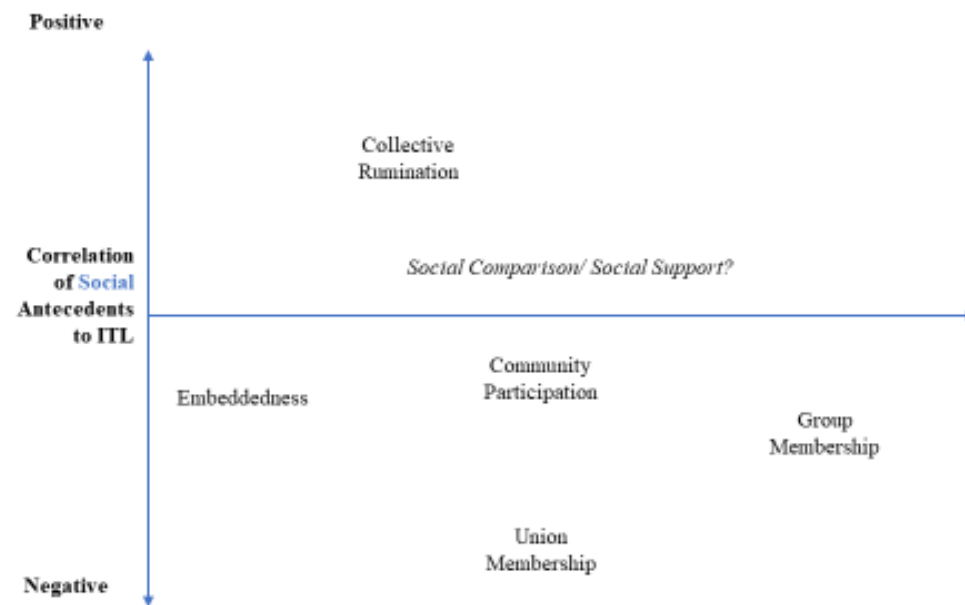 Positive
Collective
Rumination
Correlation
of Social
Antecedents
to ITL
Social Comparison/ Social Support?
Community
Participation
Embeddedness
Group
Membership
Union
Membership
Negative